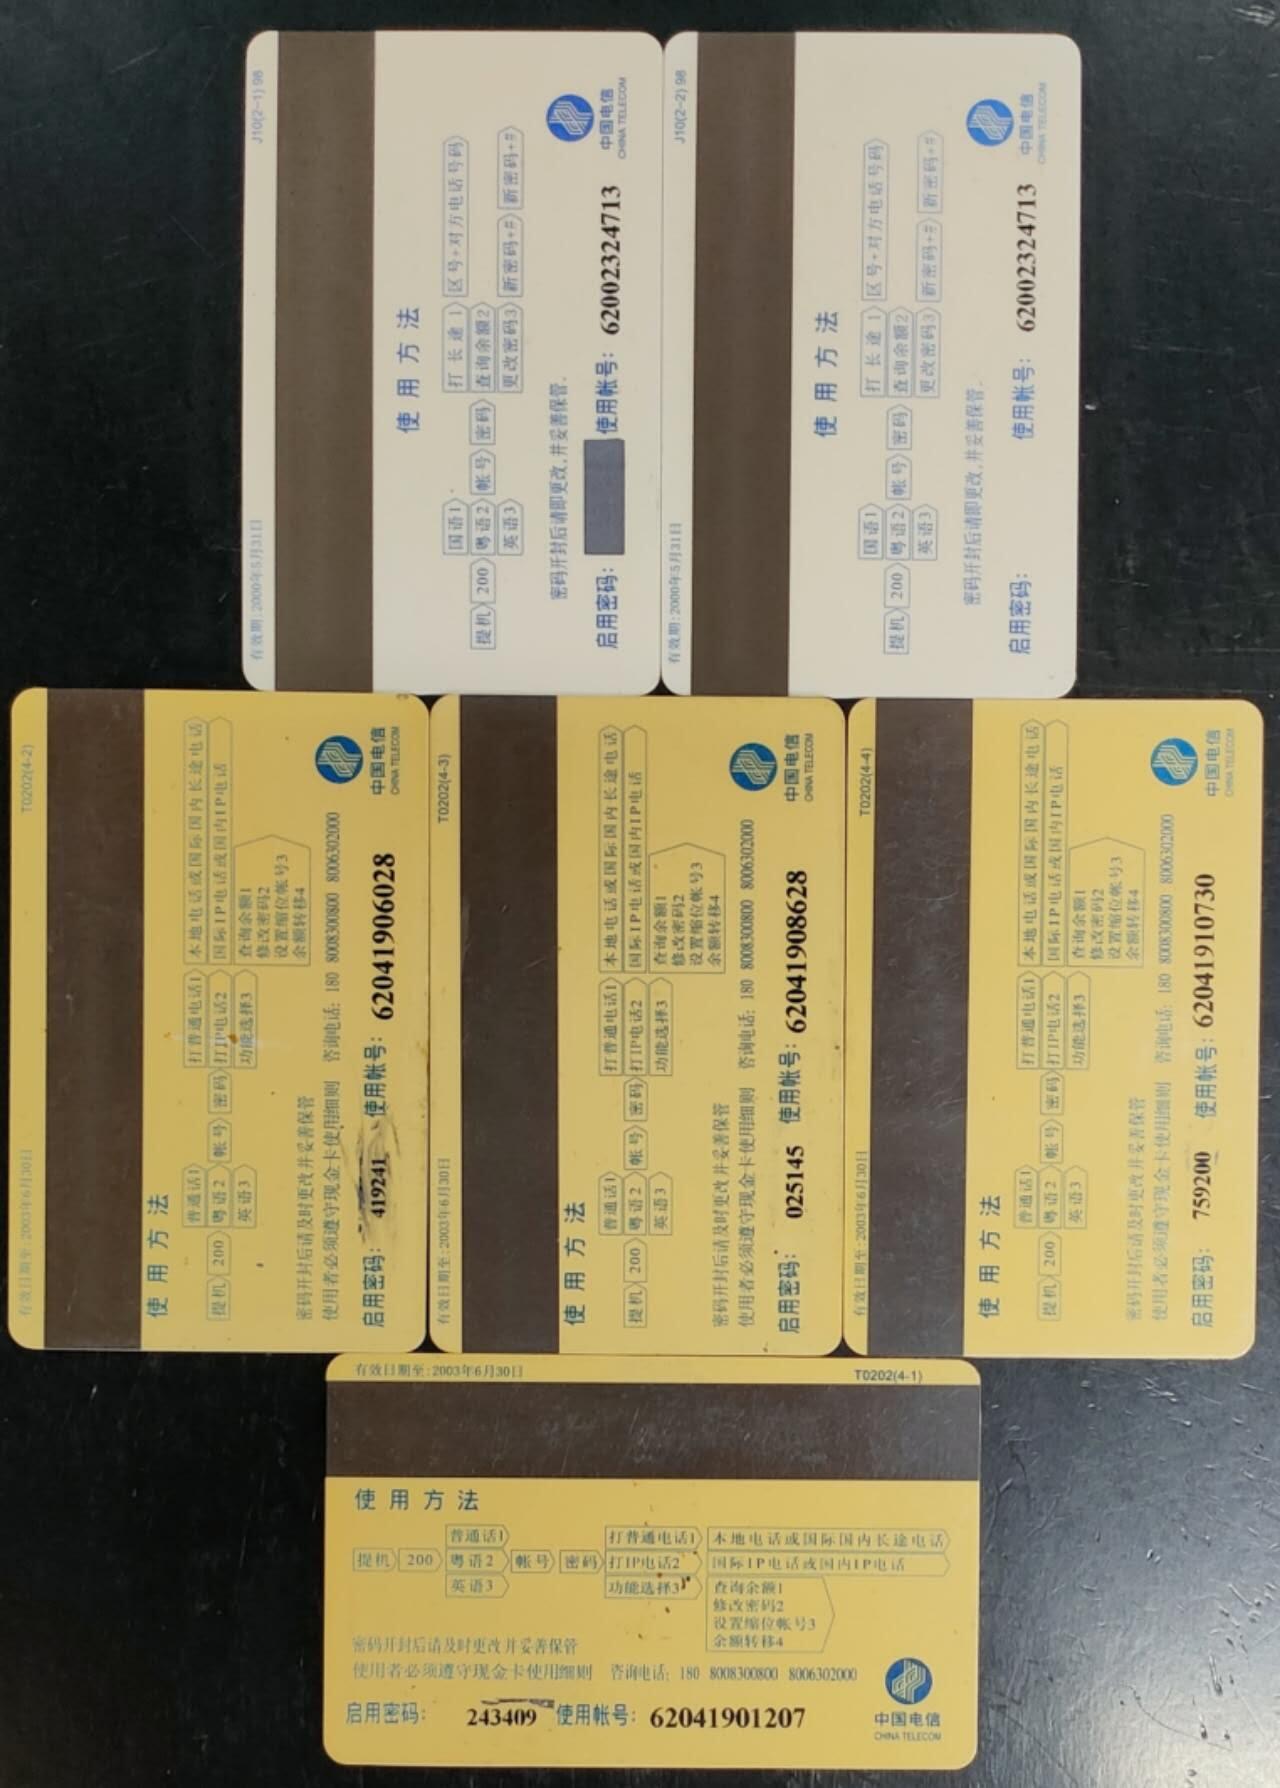 有效期:2000年5月31日
J10(2-1) 98
使用方法
提机 200
国语1
粤语2
英语3
帐号 密码
打长途1 区号+对方电话号码
查询余额2
更改密码3 新密码+# 新密码+#
密码开封后请即更改,并妥善保管.
启用密码: 使用帐号: 62002324713
中国电信
CHINA TELECOM
有效期:2000年5月31日
J10(2-2) 98
使用方法
提机 200
国语1
粤语2
英语3
帐号 密码
打长途1 区号+对方电话号码
查询余额2
更改密码3 新密码+# 新密码+#
密码开封后请即更改,并妥善保管.
启用密码: 使用帐号: 62002324713
中国电信
CHINA TELECOM
有效日期至:2003年6月30日
T0202(4-2)
使用方法
提机 200
普通话1
粤语2
英语3
帐号 密码
打普通电话1 本地电话或国际国内长途电话
打IP电话2 国际IP电话或国内IP电话
功能选择3
查询余额1
修改密码2
设置缩位帐号3
余额转移4
密码开封后请及时更改并妥善保管
使用者必须遵守现金卡使用细则 咨询电话: 180 8008300800 8006302000
启用密码: 419241 使用帐号: 62041906028
中国电信
CHINA TELECOM
有效日期至:2003年6月30日
T0202(4-3)
使用方法
提机 200
普通话1
粤语2
英语3
帐号 密码
打普通电话1 本地电话或国际国内长途电话
打IP电话2 国际IP电话或国内IP电话
功能选择3
查询余额1
修改密码2
设置缩位帐号3
余额转移4
密码开封后请及时更改并妥善保管
使用者必须遵守现金卡使用细则 咨询电话: 180 8008300800 8006302000
启用密码: 025145 使用帐号: 62041908628
中国电信
CHINA TELECOM
有效日期至:2003年6月30日
T0202(4-4)
使用方法
提机 200
普通话1
粤语2
英语3
帐号 密码
打普通电话1 本地电话或国际国内长途电话
打IP电话2 国际IP电话或国内IP电话
功能选择3
查询余额1
修改密码2
设置缩位帐号3
余额转移4
密码开封后请及时更改并妥善保管
使用者必须遵守现金卡使用细则 咨询电话: 180 8008300800 8006302000
启用密码: 759200 使用帐号: 62041910730
中国电信
CHINA TELECOM
有效日期至:2003年6月30日
T0202(4-1)
使用方法
提机 200
普通话1
粤语2
英语3
帐号 密码
打普通电话1 本地电话或国际国内长途电话
打IP电话2 国际IP电话或国内IP电话
功能选择3
查询余额1
修改密码2
设置缩位帐号3
余额转移4
密码开封后请及时更改并妥善保管
使用者必须遵守现金卡使用细则 咨询电话: 180 8008300800 8006302000
启用密码: 243409 使用帐号: 62041901207
中国电信
CHINA TELECOM